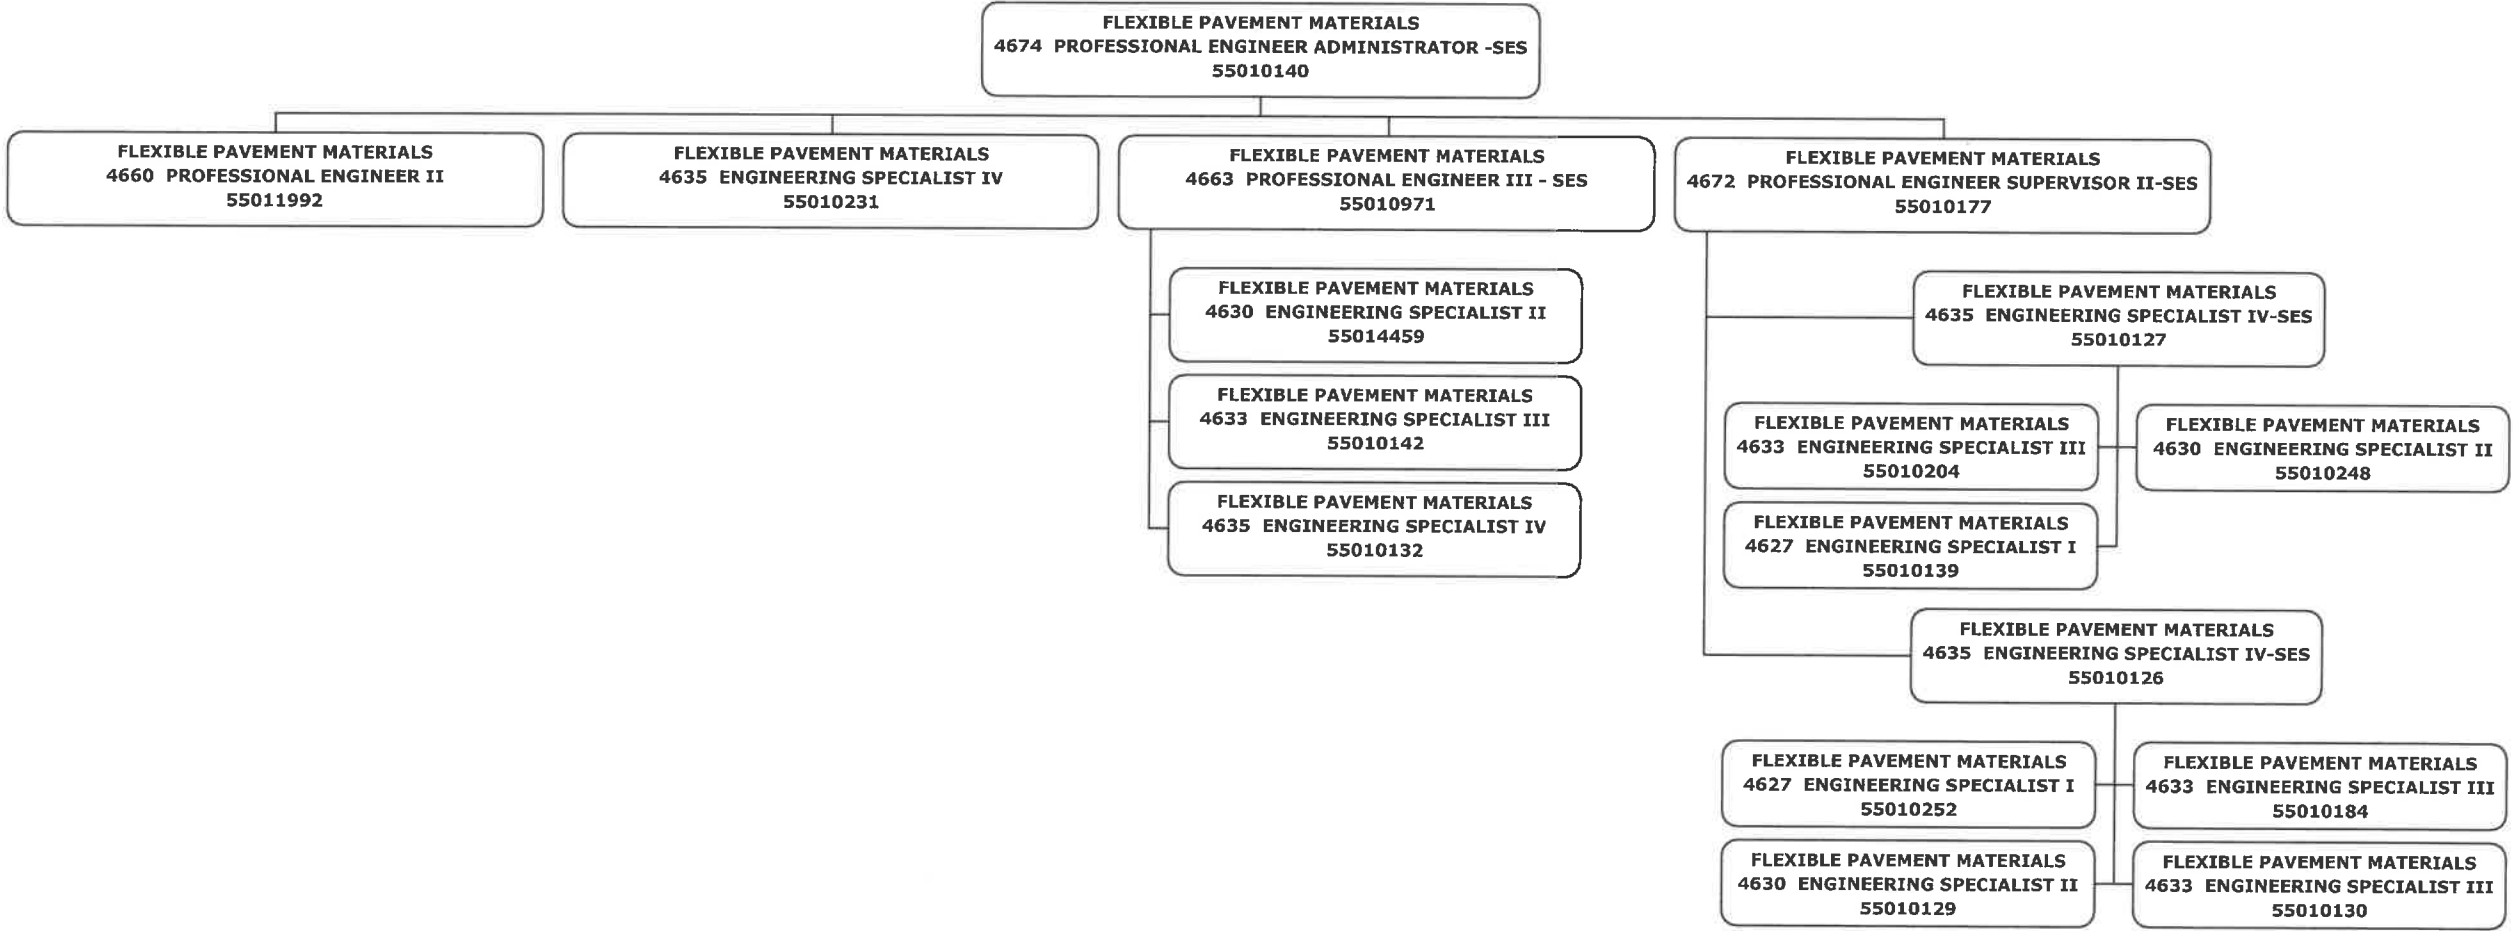 FLEXIBLE PAVEMENT MATERIALS
4674 PROFESSIONAL ENGINEER ADMINISTRATOR -SES
55010140
FLEXIBLE PAVEMENT MATERIALS
4660 PROFESSIONAL ENGINEER II
55011992
FLEXIBLE PAVEMENT MATERIALS
4635 ENGINEERING SPECIALIST IV
55010231
FLEXIBLE PAVEMENT MATERIALS
4663 PROFESSIONAL ENGINEER III - SES
55010971
FLEXIBLE PAVEMENT MATERIALS
4672 PROFESSIONAL ENGINEER SUPERVISOR II-SES
55010177
FLEXIBLE PAVEMENT MATERIALS
4630 ENGINEERING SPECIALIST II
55014459
FLEXIBLE PAVEMENT MATERIALS
4633 ENGINEERING SPECIALIST III
55010142
FLEXIBLE PAVEMENT MATERIALS
4635 ENGINEERING SPECIALIST IV
55010132
FLEXIBLE PAVEMENT MATERIALS
4635 ENGINEERING SPECIALIST IV-SES
55010127
FLEXIBLE PAVEMENT MATERIALS
4633 ENGINEERING SPECIALIST III
55010204
FLEXIBLE PAVEMENT MATERIALS
4630 ENGINEERING SPECIALIST II
55010248
FLEXIBLE PAVEMENT MATERIALS
4627 ENGINEERING SPECIALIST I
55010139
FLEXIBLE PAVEMENT MATERIALS
4635 ENGINEERING SPECIALIST IV-SES
55010126
FLEXIBLE PAVEMENT MATERIALS
4627 ENGINEERING SPECIALIST I
55010252
FLEXIBLE PAVEMENT MATERIALS
4633 ENGINEERING SPECIALIST III
55010184
FLEXIBLE PAVEMENT MATERIALS
4630 ENGINEERING SPECIALIST II
55010129
FLEXIBLE PAVEMENT MATERIALS
4633 ENGINEERING SPECIALIST III
55010130